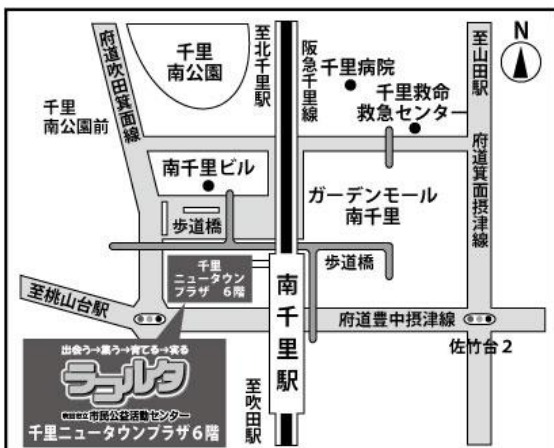 府道吹田箕面線
千里
南公園
至北千里駅
阪急千里線
千里病院
千里救命
救急センター
至山田駅
N
千里
南公園前
府道箕面摂津線
南千里ビル
ガーデンモール
南千里
歩道橋
歩道橋
千里
ニュータウン
プラザ 6階
至桃山台駅
南千里駅
府道豊中摂津線
佐竹台2
出会う→集う→育てる→実る
ラコルタ
吹田市立市民公益活動センター
千里ニュータウンプラザ6階
至吹田駅